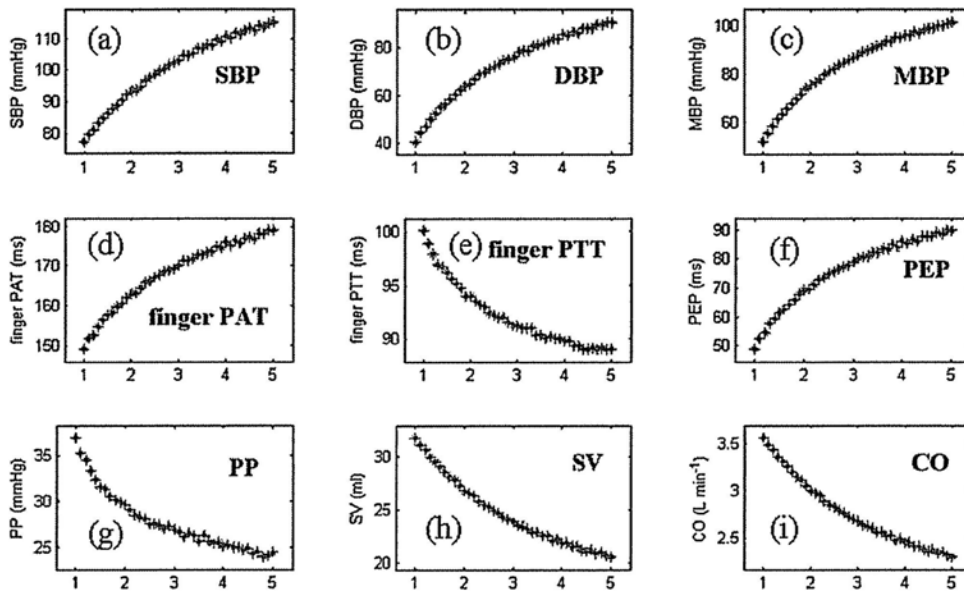 (a) SBP
SBP (mmHg)
110
100
90
80
1 2 3 4 5
(b) DBP
DBP (mmHg)
80
60
40
1 2 3 4 5
(c) MBP
MBP (mmHg)
100
80
60
1 2 3 4 5
(d) finger PAT
finger PAT (ms)
180
170
160
150
1 2 3 4 5
(e) finger PTT
finger PTT (ms)
100
95
90
1 2 3 4 5
(f) PEP
PEP (ms)
90
80
70
60
50
1 2 3 4 5
(g) PP
PP (mmHg)
35
30
25
1 2 3 4 5
(h) SV
SV (ml)
30
25
20
1 2 3 4 5
(i) CO
CO (L min⁻¹)
3.5
3
2.5
1 2 3 4 5